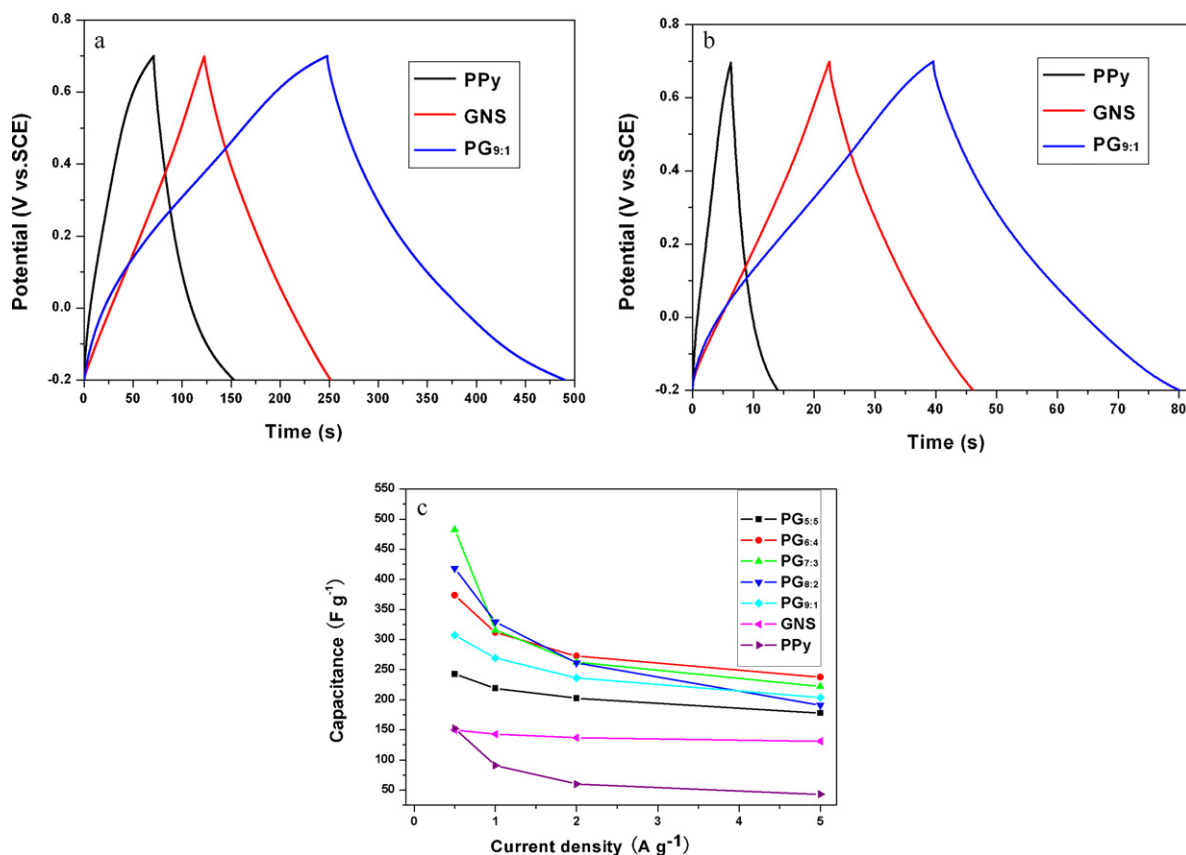 a
0.8
0.6
0.4
0.2
0.0
-0.2
Potential (V vs.SCE)
PPy
GNS
PG9:1
0 50 100 150 200 250 300 350 400 450 500
Time (s)
b
0.8
0.6
0.4
0.2
0.0
-0.2
Potential (V vs.SCE)
PPy
GNS
PG9:1
0 10 20 30 40 50 60 70 80
Time (s)
c
550
500
450
400
350
300
250
200
150
100
50
Capacitance (F g-1)
PG5:5
PG6:4
PG7:3
PG8:2
PG9:1
GNS
PPy
0 1 2 3 4 5
Current density (A g-1)